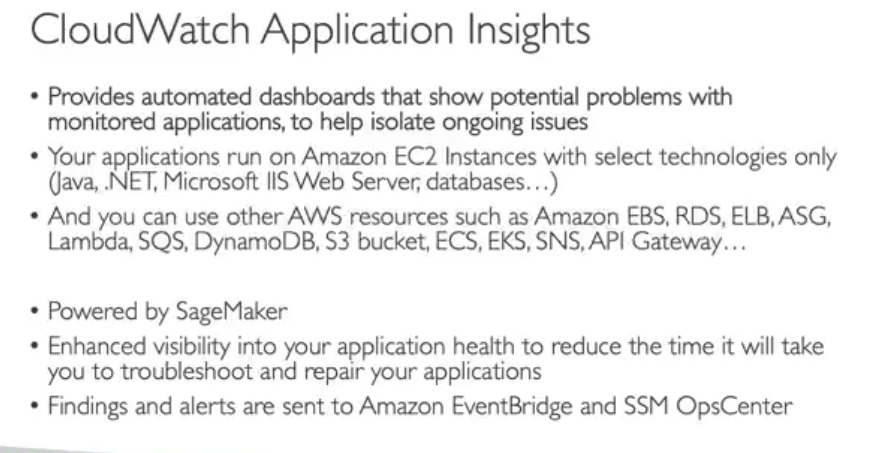 CloudWatch Application Insights
• Provides automated dashboards that show potential problems with
monitored applications, to help isolate ongoing issues
• Your applications run on Amazon EC2 Instances with select technologies only
(Java, .NET, Microsoft IIS Web Server, databases…)
• And you can use other AWS resources such as Amazon EBS, RDS, ELB, ASG,
Lambda, SQS, DynamoDB, S3 bucket, ECS, EKS, SNS, API Gateway…
• Powered by SageMaker
• Enhanced visibility into your application health to reduce the time it will take
you to troubleshoot and repair your applications
• Findings and alerts are sent to Amazon EventBridge and SSM OpsCenter